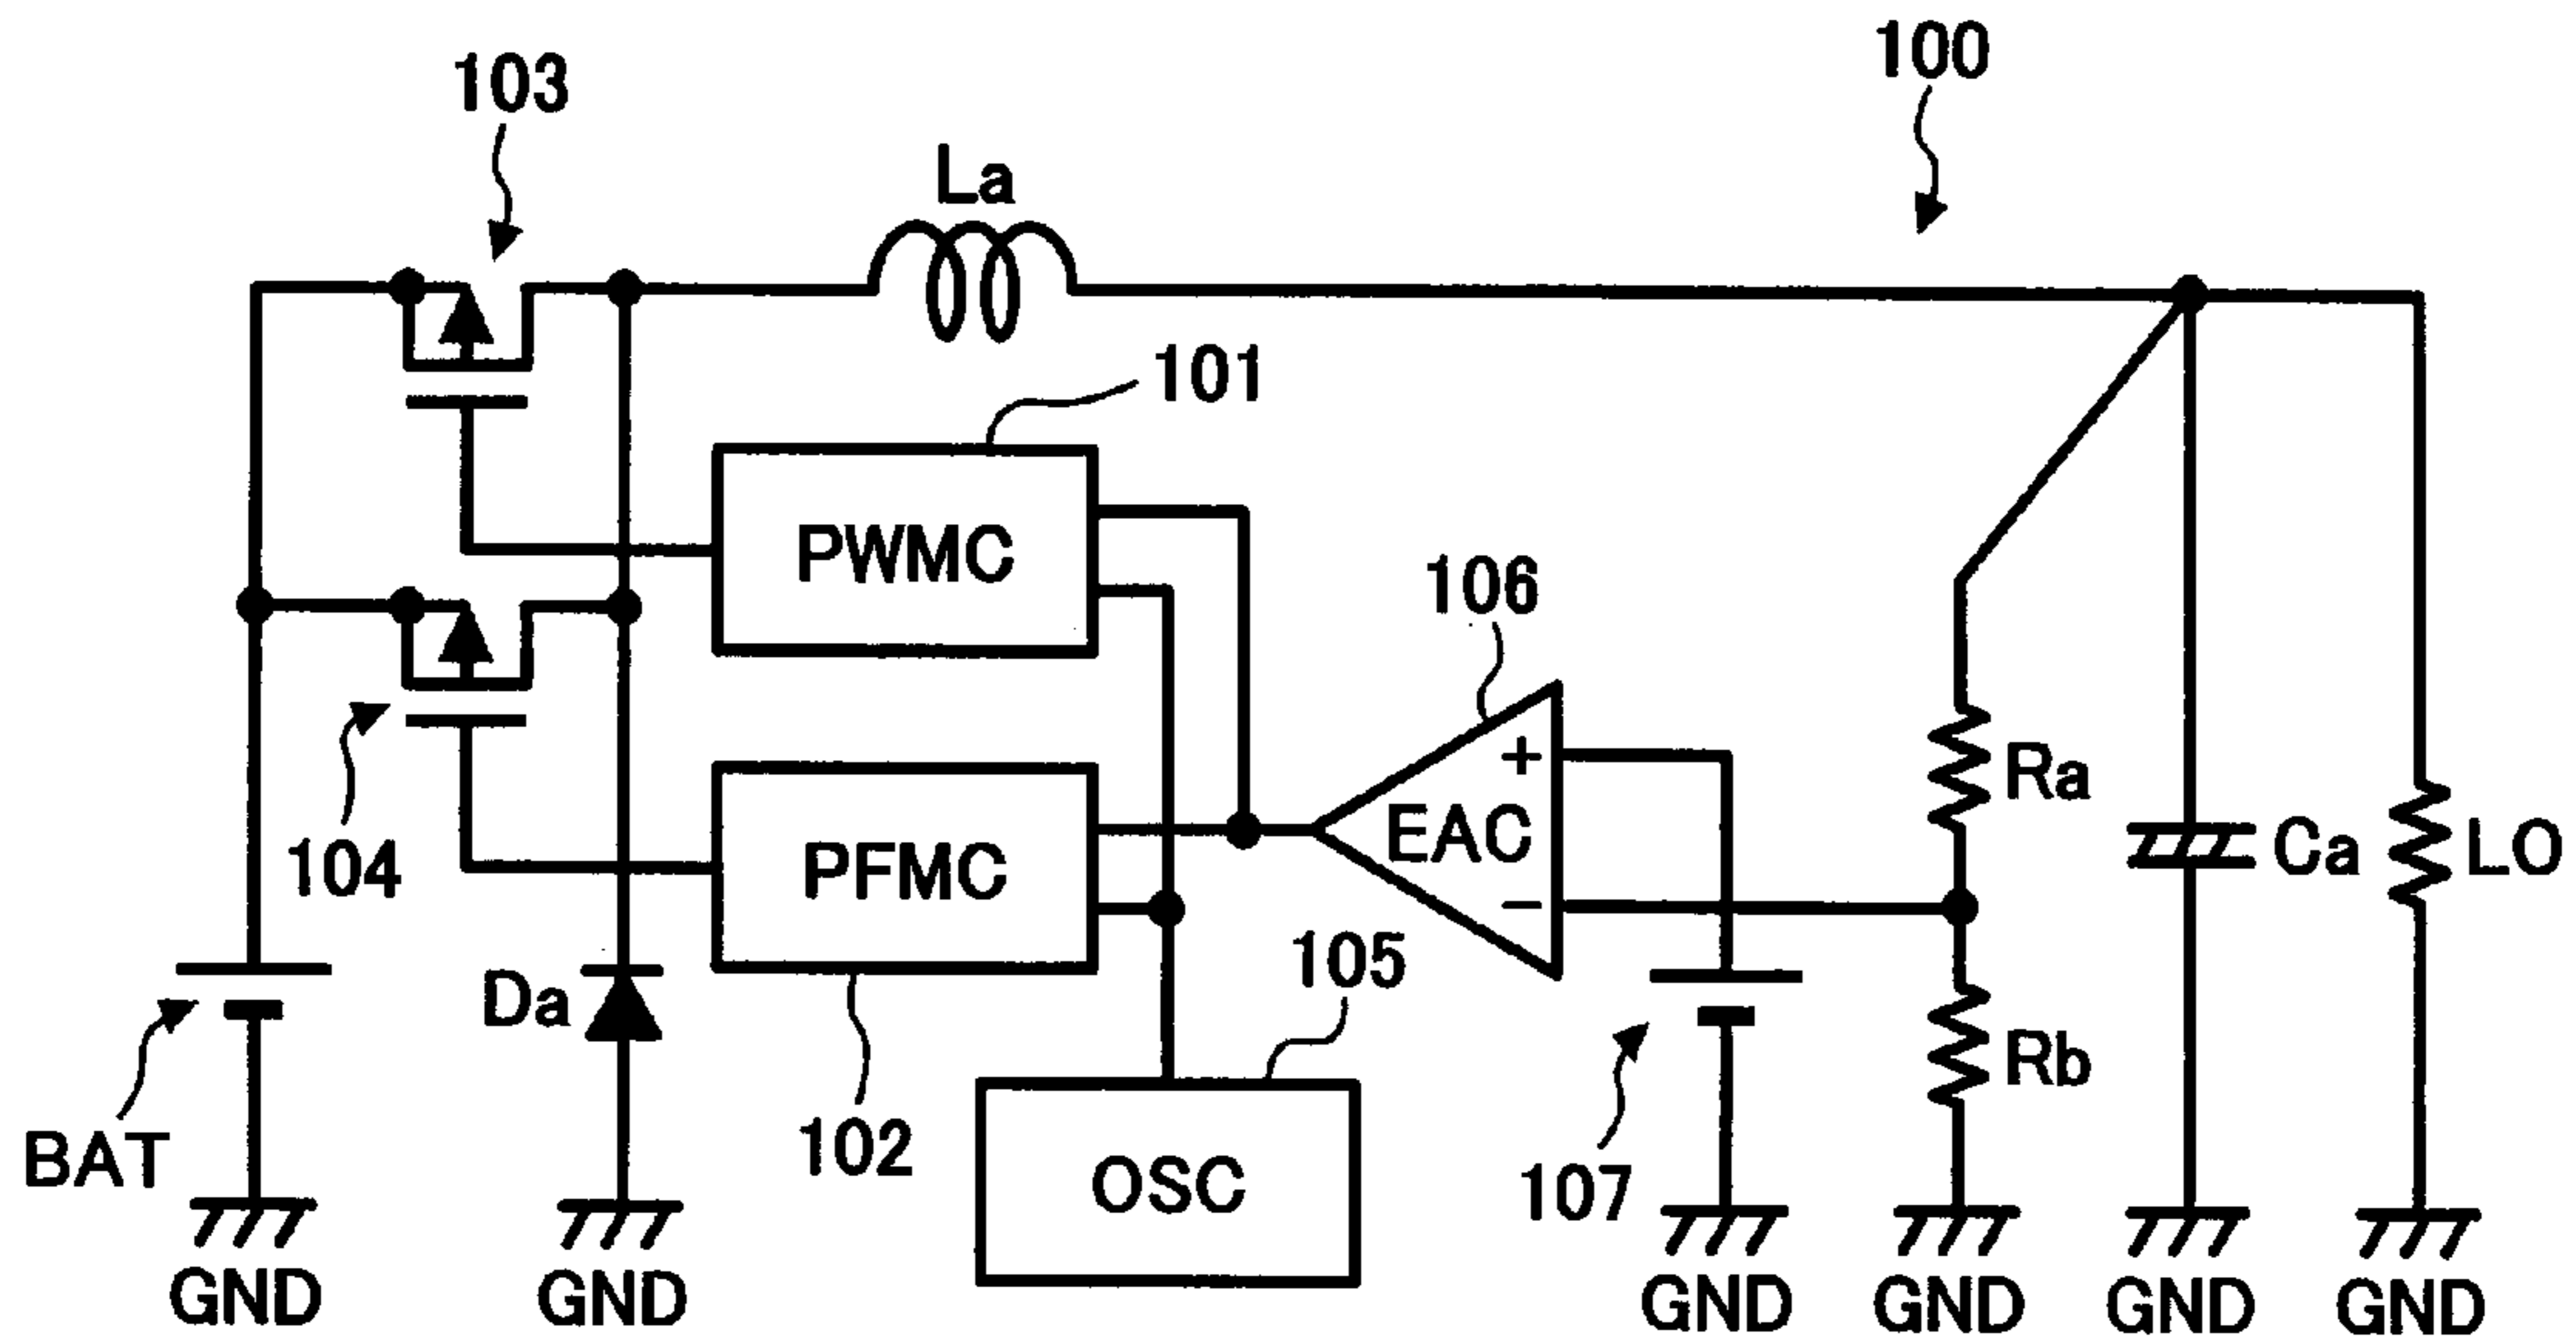 100
103
La
101
PWMC
106
+
EAC
−
Ra
Ca
LO
104
PFMC
105
Da
Rb
BAT
102
OSC
107
GND
GND
GND
GND
GND
GND